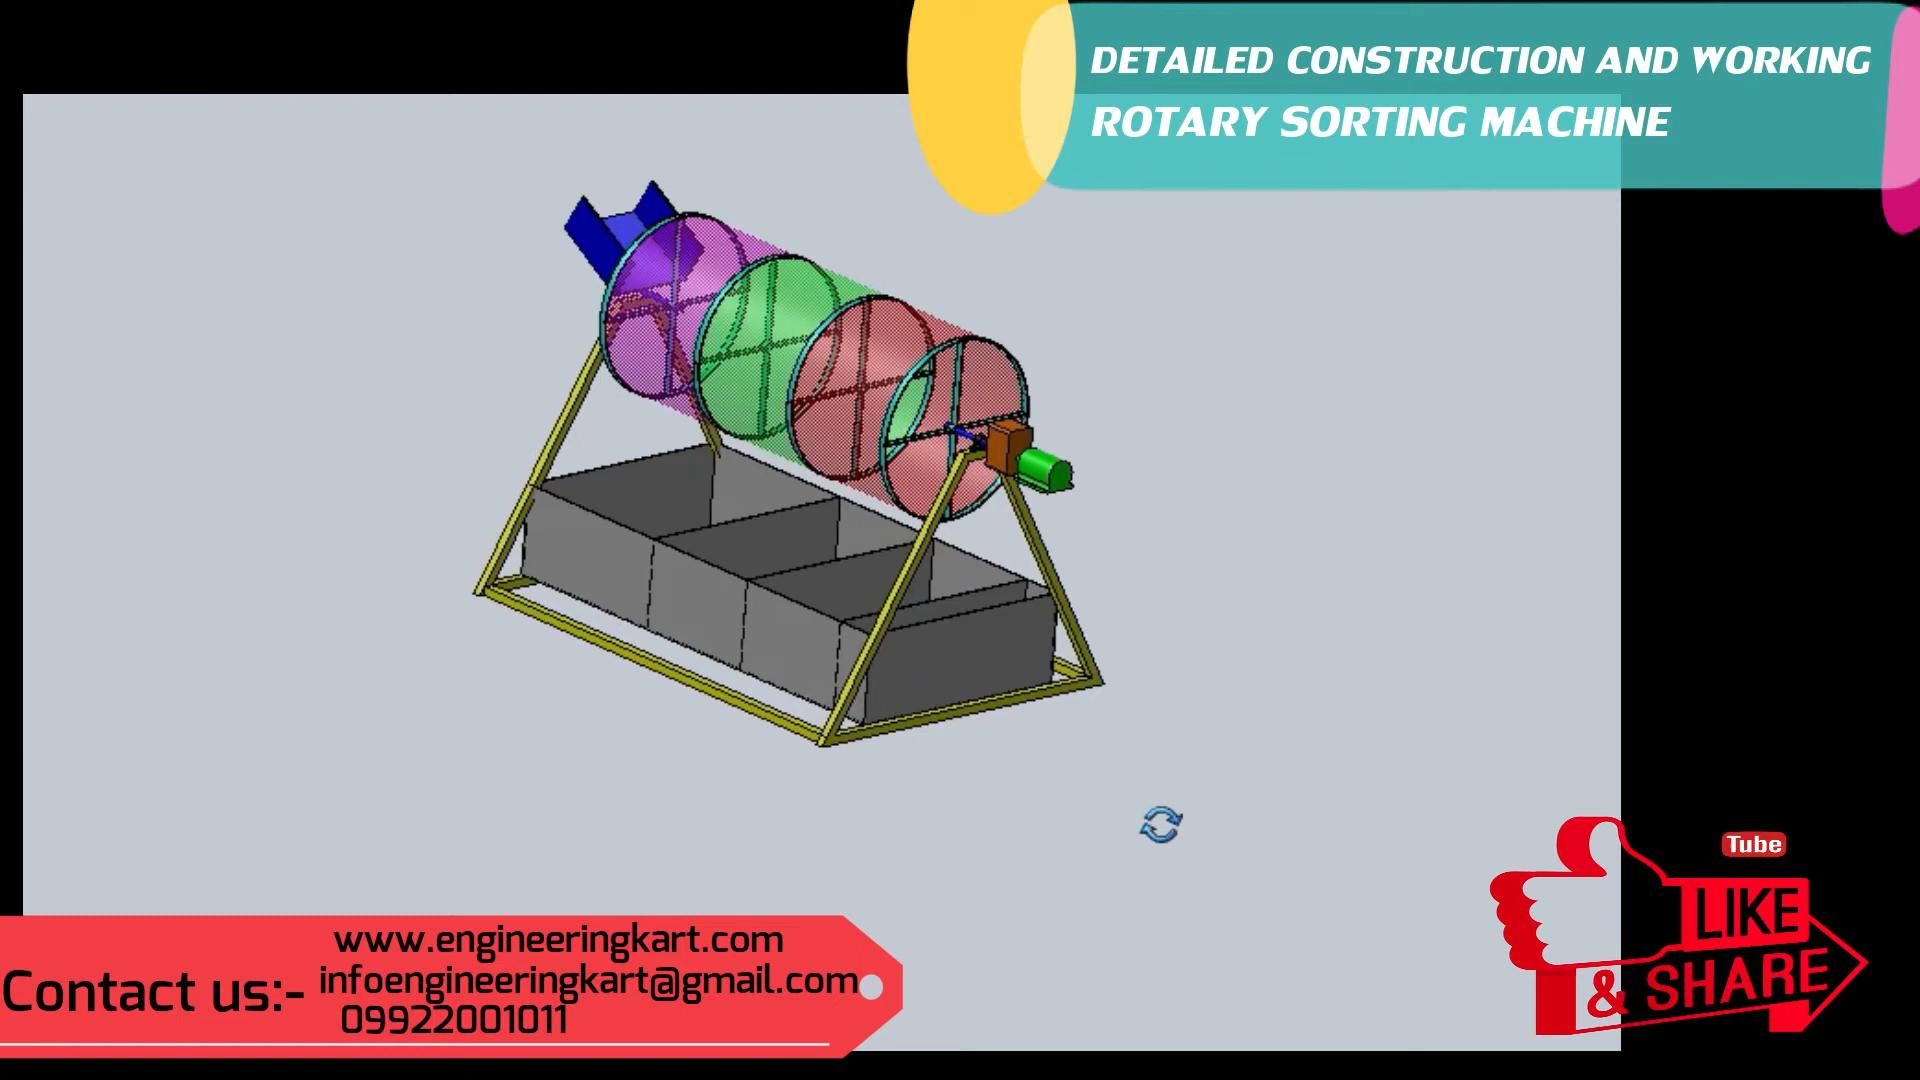 DETAILED CONSTRUCTION AND WORKING
ROTARY SORTING MACHINE
Tube
LIKE
& SHARE
www.engineeringkart.com
Contact us:- infoengineeringkart@gmail.com
09922001011